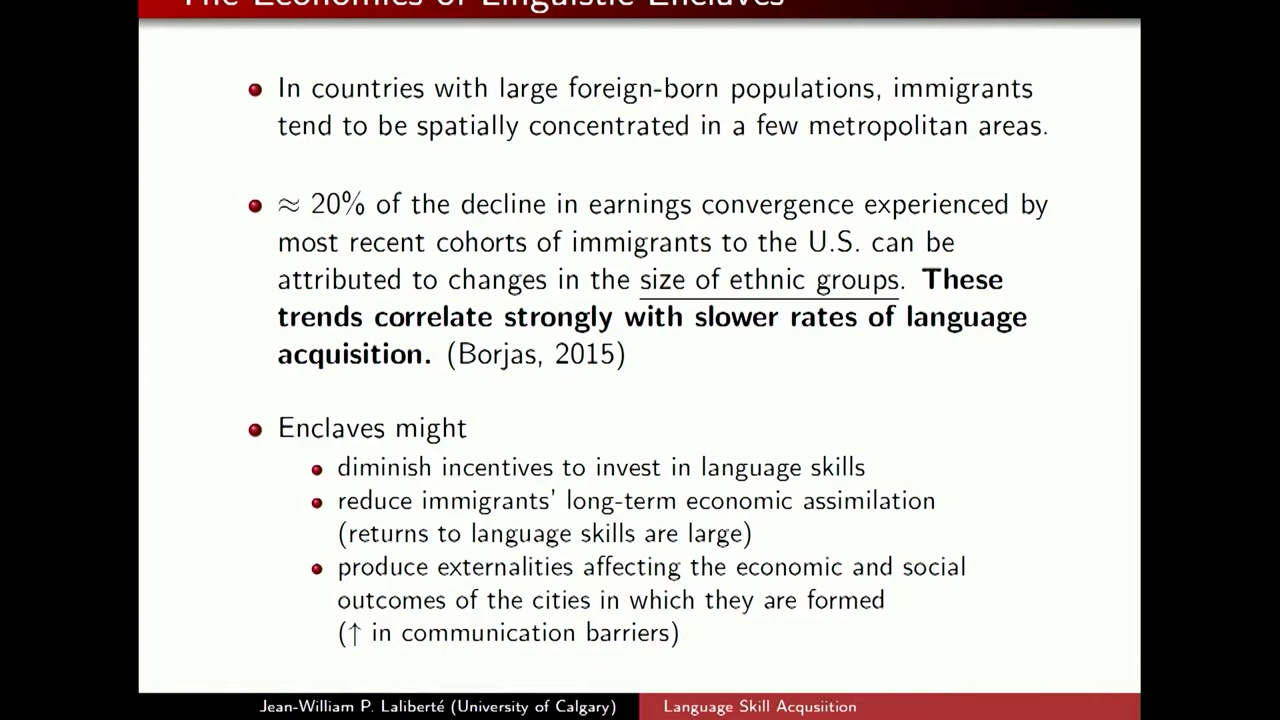 The Economics of Linguistic Enclaves
In countries with large foreign-born populations, immigrants
tend to be spatially concentrated in a few metropolitan areas.
≈ 20% of the decline in earnings convergence experienced by
most recent cohorts of immigrants to the U.S. can be
attributed to changes in the size of ethnic groups. These
trends correlate strongly with slower rates of language
acquisition. (Borjas, 2015)
Enclaves might
diminish incentives to invest in language skills
reduce immigrants' long-term economic assimilation
(returns to language skills are large)
produce externalities affecting the economic and social
outcomes of the cities in which they are formed
(↑ in communication barriers)
Jean-William P. Laliberté (University of Calgary)
Language Skill Acqusiition